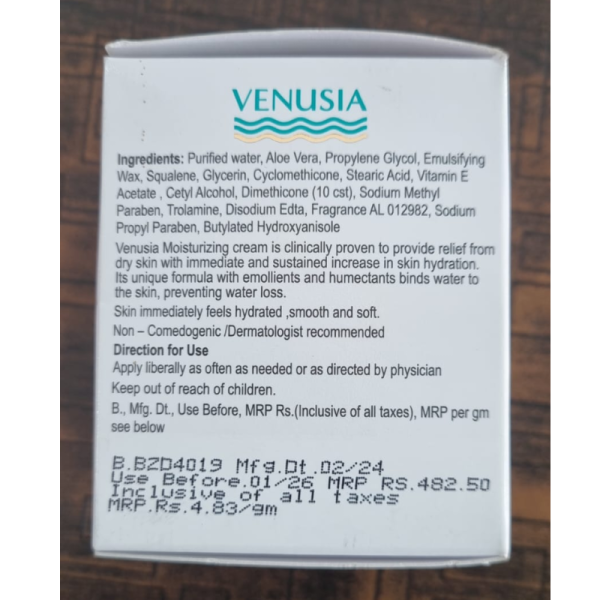 VENUSIA
Ingredients: Purified water, Aloe Vera, Propylene Glycol, Emulsifying
Wax, Squalene, Glycerin, Cyclomethicone, Stearic Acid, Vitamin E
Acetate , Cetyl Alcohol, Dimethicone (10 cst), Sodium Methyl
Paraben, Trolamine, Disodium Edta, Fragrance AL 012982, Sodium
Propyl Paraben, Butylated Hydroxyanisole
Venusia Moisturizing cream is clinically proven to provide relief from
dry skin with immediate and sustained increase in skin hydration.
Its unique formula with emollients and humectants binds water to
the skin, preventing water loss.
Skin immediately feels hydrated ,smooth and soft.
Non – Comedogenic /Dermatologist recommended
Direction for Use
Apply liberally as often as needed or as directed by physician
Keep out of reach of children.
B., Mfg. Dt., Use Before, MRP Rs.(Inclusive of all taxes), MRP per gm
see below
B.BZD4019 Mfg.Dt.02/24
Use Before.01/26 MRP RS.482.50
Inclusive of all taxes
MRP.Rs.4.83/gm